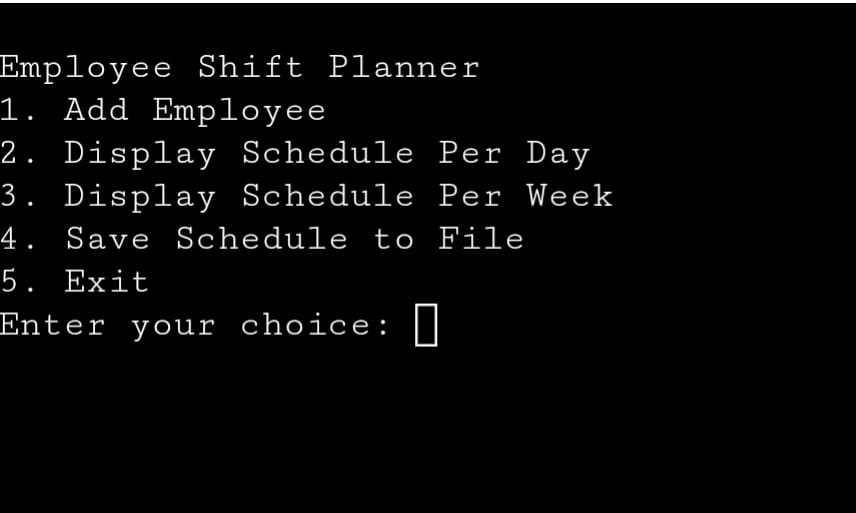 Employee Shift Planner
1. Add Employee
2. Display Schedule Per Day
3. Display Schedule Per Week
4. Save Schedule to File
5. Exit
Enter your choice: